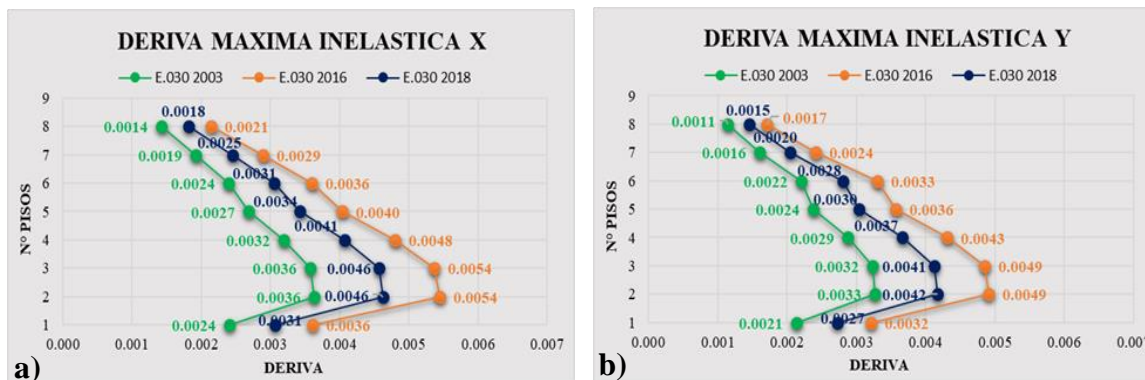 DERIVA MAXIMA INELASTICA X
E.030 2003 E.030 2016 E.030 2018
N° PISOS
9
8
7
6
5
4
3
2
1
0.0014 0.0018 0.0021
0.0019 0.0025 0.0029
0.0024 0.0031 0.0036
0.0027 0.0034 0.0040
0.0032 0.0041 0.0048
0.0036 0.0046 0.0054
0.0036 0.0046 0.0054
0.0024 0.0031 0.0036
0.000 0.001 0.002 0.003 0.004 0.005 0.006 0.007
DERIVA
a)
DERIVA MAXIMA INELASTICA Y
E.030 2003 E.030 2016 E.030 2018
N° PISOS
9
8
7
6
5
4
3
2
1
0.0011 0.0015 0.0017
0.0016 0.0020 0.0024
0.0022 0.0028 0.0033
0.0024 0.0030 0.0036
0.0029 0.0037 0.0043
0.0032 0.0041 0.0049
0.0033 0.0042 0.0049
0.0021 0.0027 0.0032
0.000 0.001 0.002 0.003 0.004 0.005 0.006 0.007
DERIVA
b)